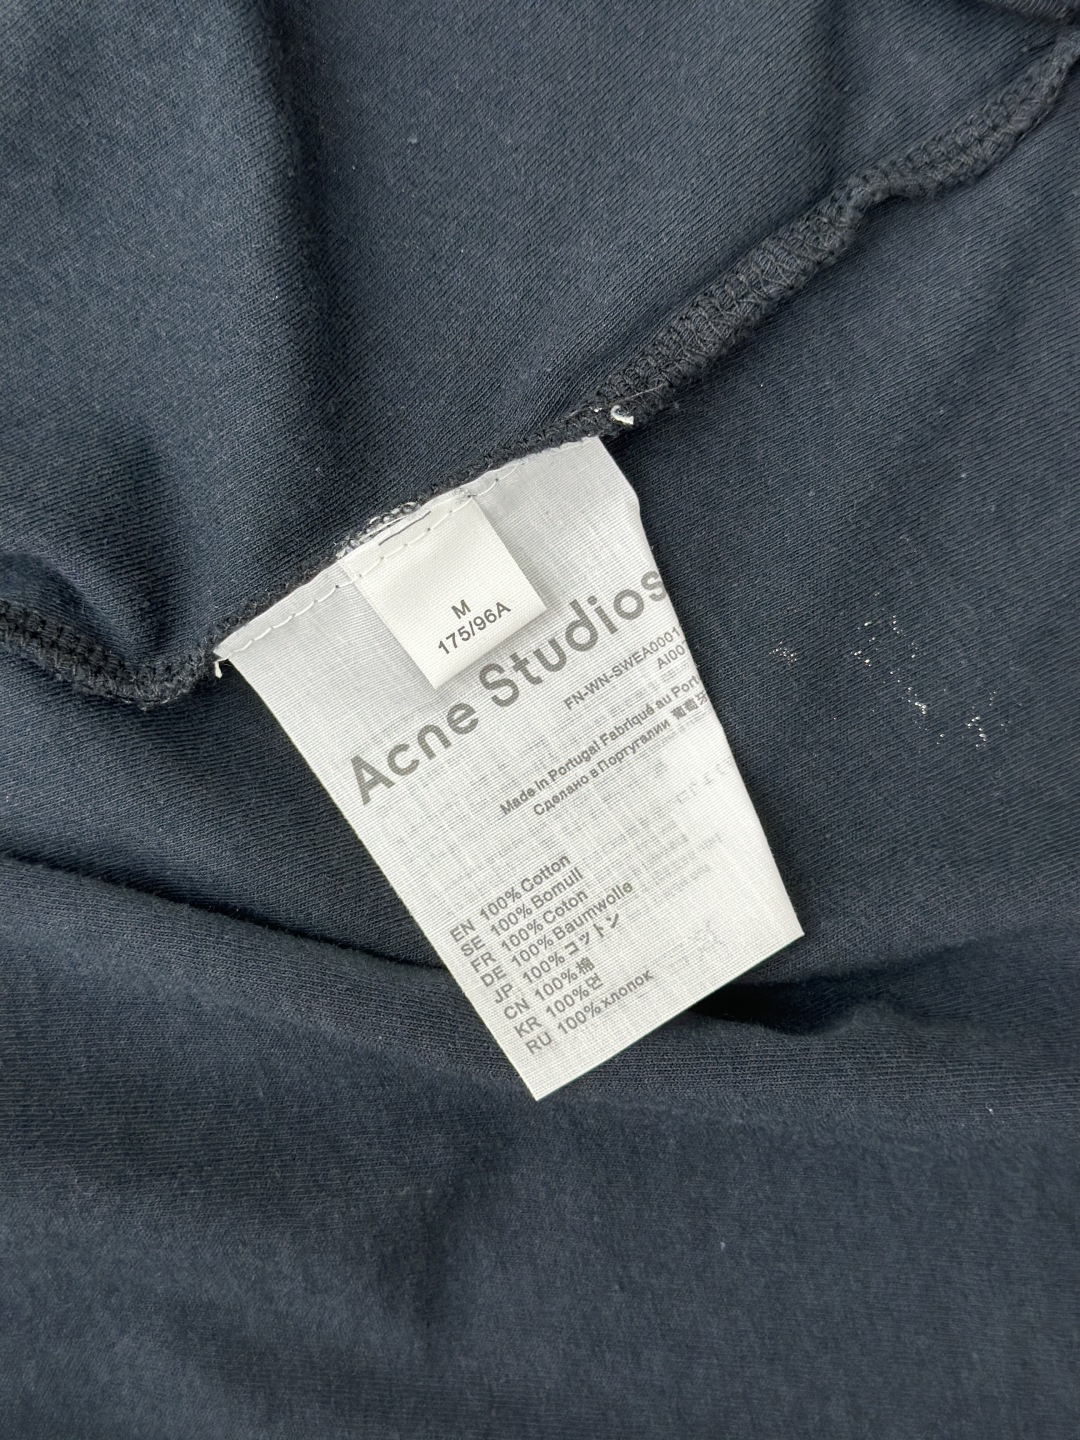 M
175/96A
Acne Studios
FN-WN-SWEA0001
Made in Portugal Fabriqué au
Сделано в Португалии
EN 100% Cotton
SE 100% Bomull
FR 100% Coton
DE 100% Baumwolle
JP 100% コットン
CN 100% 棉
KR 100% 면
RU 100% хлопок